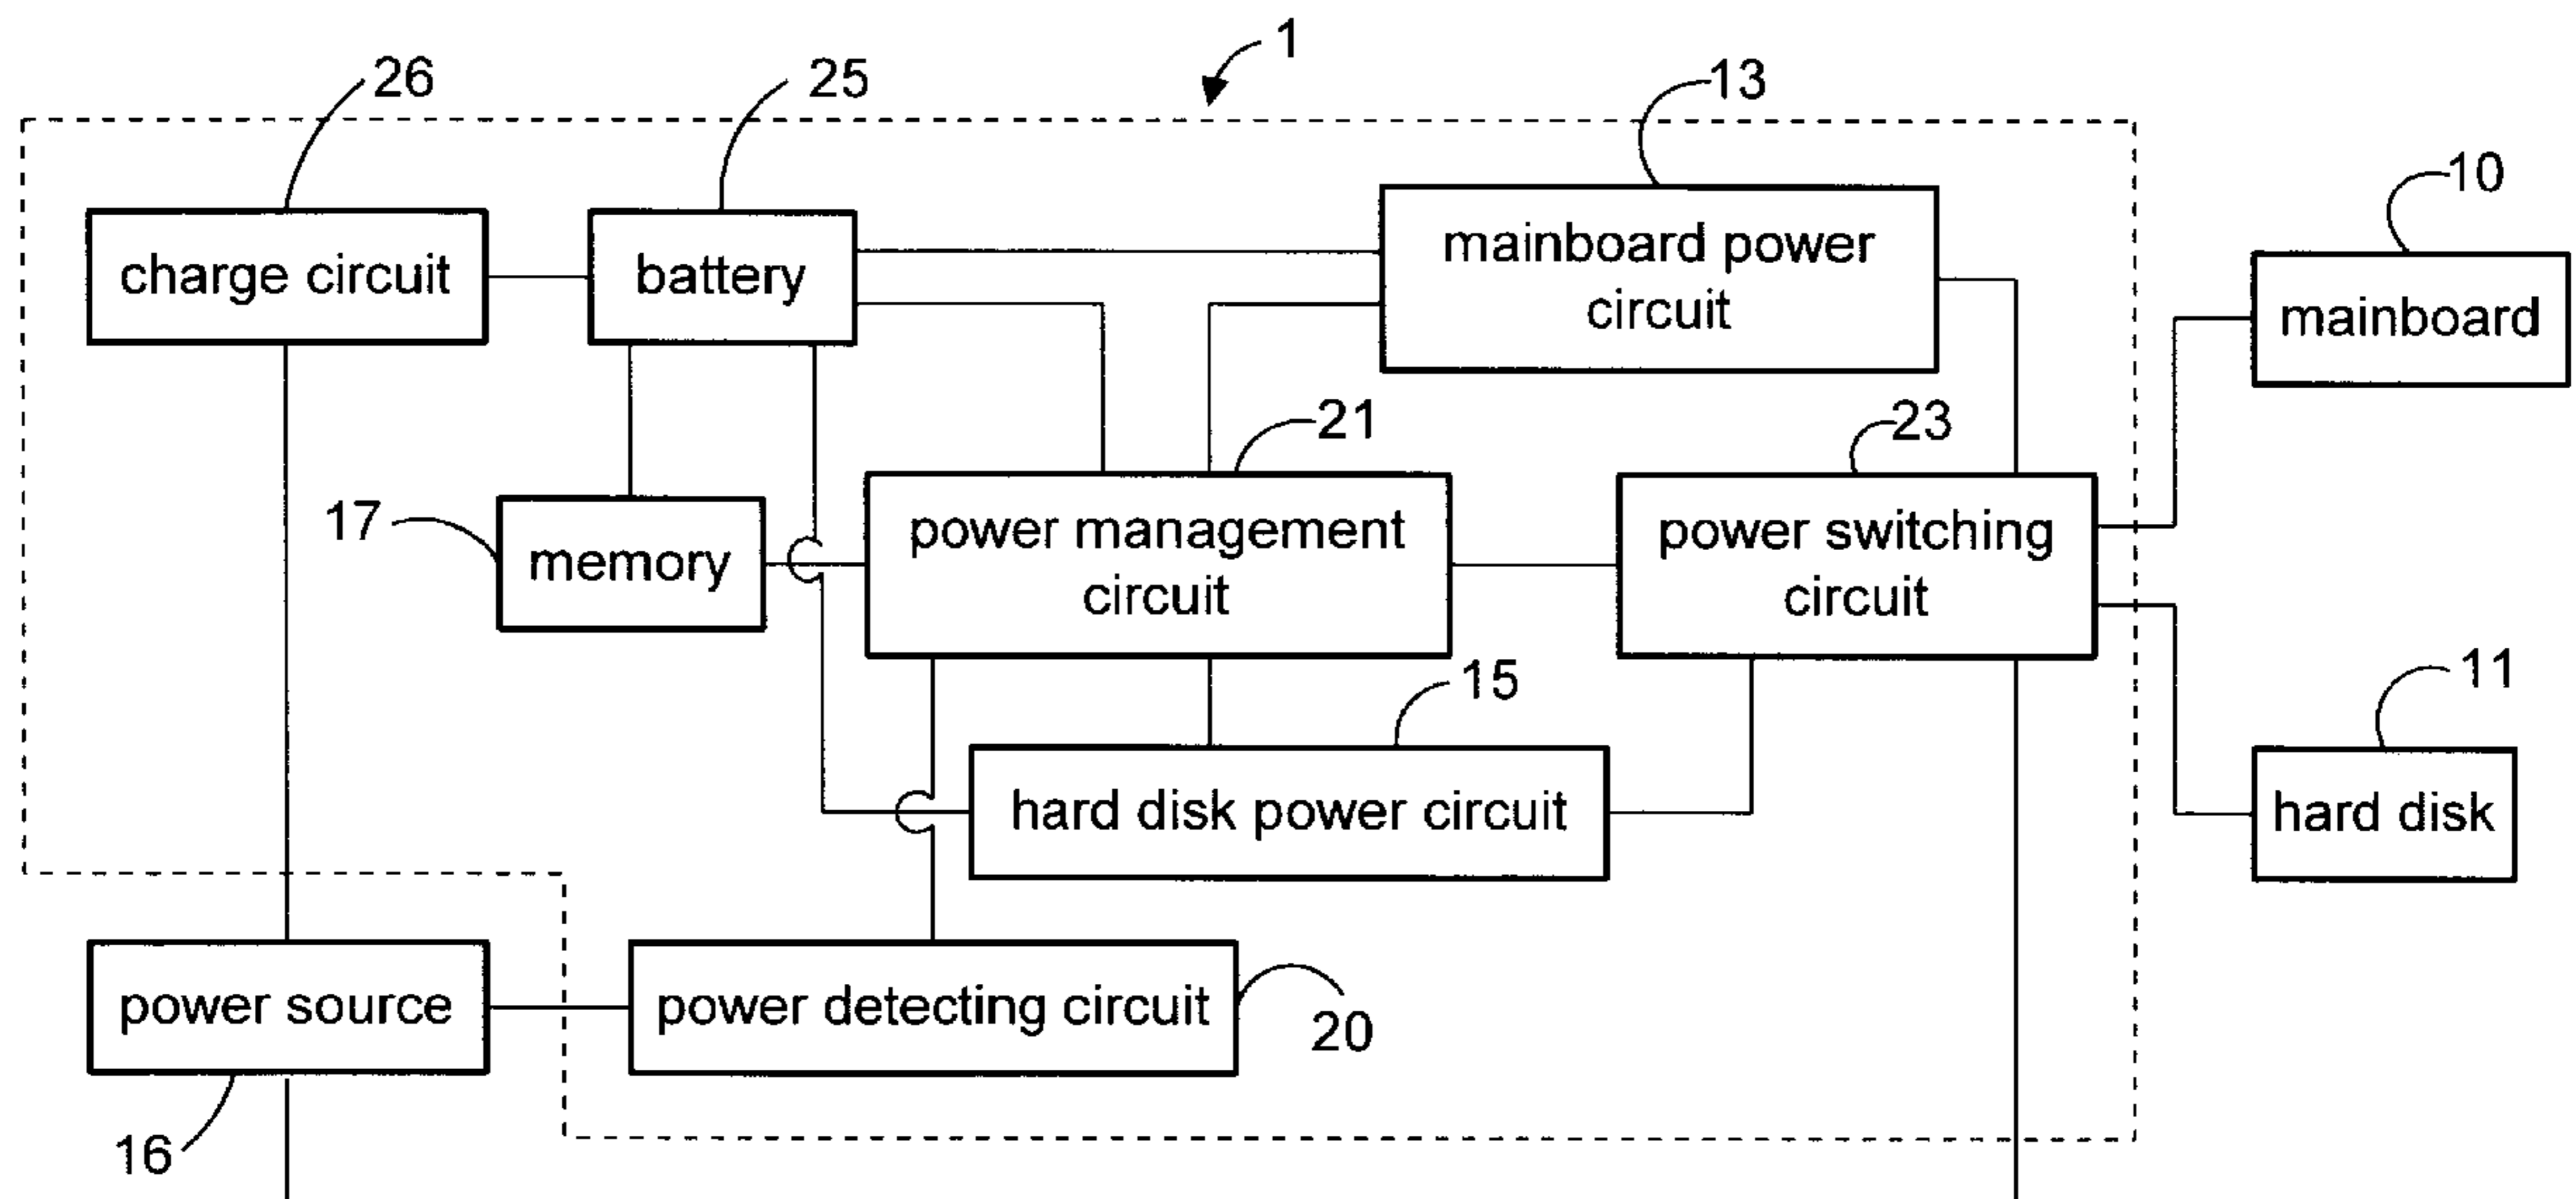 1
26
25
13
10
charge circuit
battery
mainboard power
circuit
mainboard
21
23
17
memory
power management
circuit
power switching
circuit
15
11
hard disk power circuit
hard disk
power source
power detecting circuit
20
16